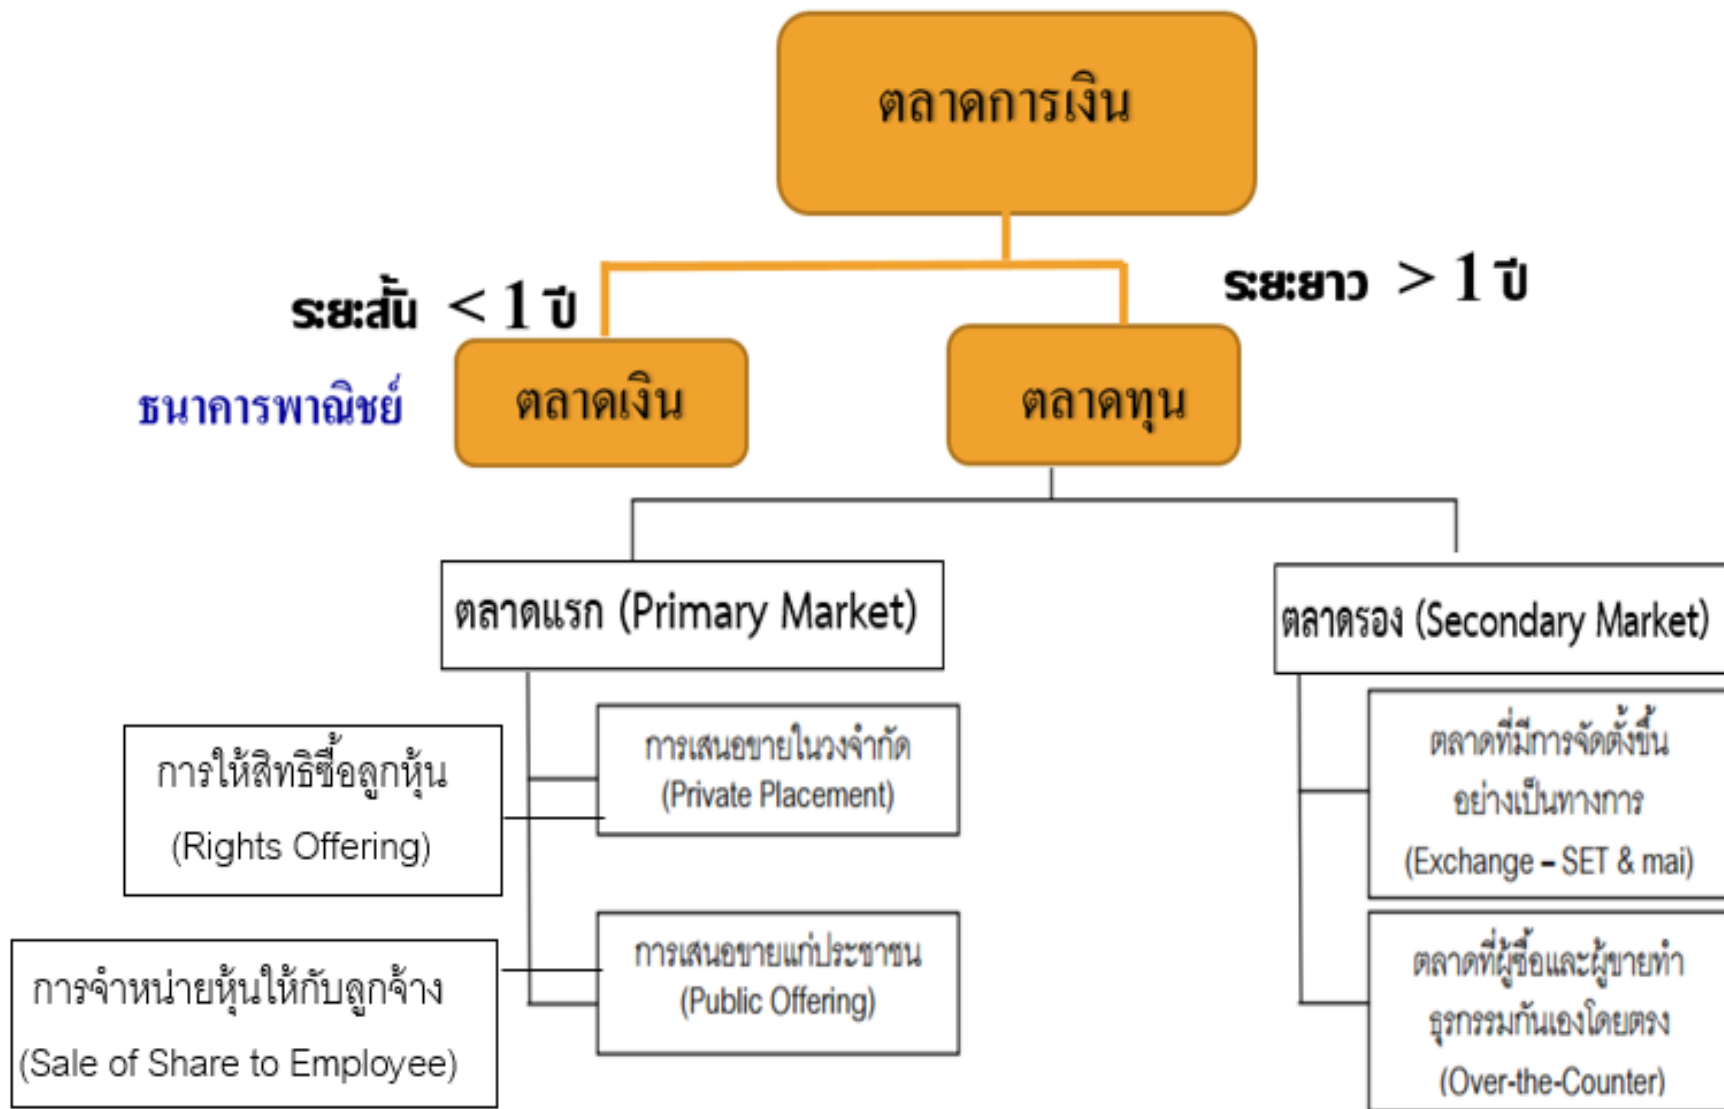 ตลาดการเงิน
ระยะสั้น < 1 ปี
ระยะยาว > 1 ปี
ธนาคารพาณิชย์
ตลาดเงิน
ตลาดทุน
ตลาดแรก (Primary Market)
ตลาดรอง (Secondary Market)
การให้สิทธิซื้อลูกหุ้น
(Rights Offering)
การเสนอขายในวงจำกัด
(Private Placement)
ตลาดที่มีการจัดตั้งขึ้น
อย่างเป็นทางการ
(Exchange – SET & mai)
การจำหน่ายหุ้นให้กับลูกจ้าง
(Sale of Share to Employee)
การเสนอขายแก่ประชาชน
(Public Offering)
ตลาดที่ผู้ซื้อและผู้ขายทำ
ธุรกรรมกันเองโดยตรง
(Over-the-Counter)